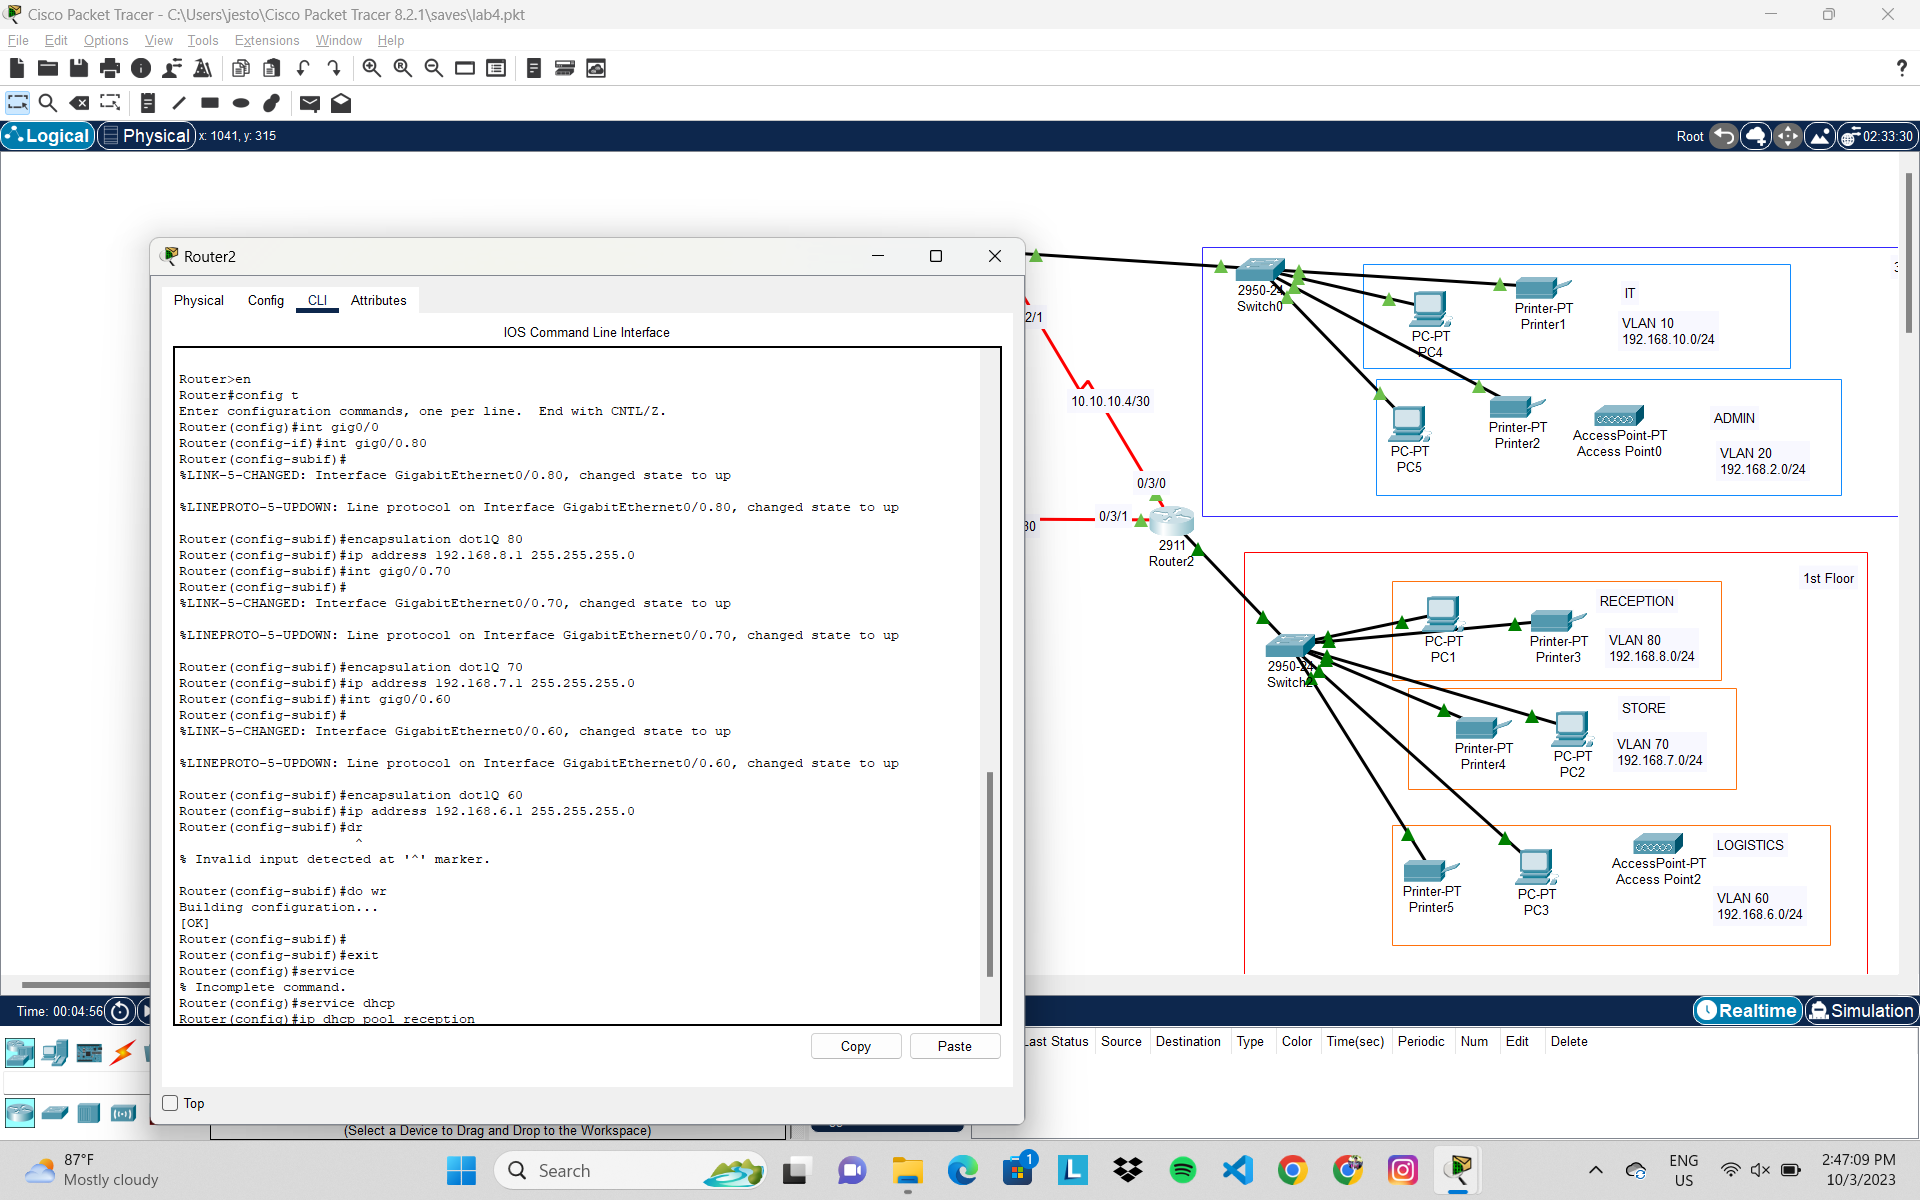 Cisco Packet Tracer - C:\Users\jesto\Cisco Packet Tracer 8.2.1\saves\lab4.pkt
File Edit Options View Tools Extensions Window Help
?
Logical Physical x: 1041, y: 315
Root 02:33:30
Router2
Physical Config CLI Attributes
IOS Command Line Interface
Router>en
Router#config t
Enter configuration commands, one per line.  End with CNTL/Z.
Router(config)#int gig0/0
Router(config-if)#int gig0/0.80
Router(config-subif)#
%LINK-5-CHANGED: Interface GigabitEthernet0/0.80, changed state to up
%LINEPROTO-5-UPDOWN: Line protocol on Interface GigabitEthernet0/0.80, changed state to up
Router(config-subif)#encapsulation dot1Q 80
Router(config-subif)#ip address 192.168.8.1 255.255.255.0
Router(config-subif)#int gig0/0.70
Router(config-subif)#
%LINK-5-CHANGED: Interface GigabitEthernet0/0.70, changed state to up
%LINEPROTO-5-UPDOWN: Line protocol on Interface GigabitEthernet0/0.70, changed state to up
Router(config-subif)#encapsulation dot1Q 70
Router(config-subif)#ip address 192.168.7.1 255.255.255.0
Router(config-subif)#int gig0/0.60
Router(config-subif)#
%LINK-5-CHANGED: Interface GigabitEthernet0/0.60, changed state to up
%LINEPROTO-5-UPDOWN: Line protocol on Interface GigabitEthernet0/0.60, changed state to up
Router(config-subif)#encapsulation dot1Q 60
Router(config-subif)#ip address 192.168.6.1 255.255.255.0
Router(config-subif)#dr
^
% Invalid input detected at '^' marker.
Router(config-subif)#do wr
Building configuration...
[OK]
Router(config-subif)#
Router(config-subif)#exit
Router(config)#service
% Incomplete command.
Router(config)#service dhcp
Router(config)#ip dhcp pool reception
Copy Paste
Top
2/1
10.10.10.4/30
0/3/0
30
0/3/1
2911
Router2
2950-24
Switch0
PC-PT
PC4
Printer-PT
Printer1
IT
VLAN 10
192.168.10.0/24
PC-PT
PC5
Printer-PT
Printer2
AccessPoint-PT
Access Point0
ADMIN
VLAN 20
192.168.2.0/24
1st Floor
2950-24
Switch2
PC-PT
PC1
Printer-PT
Printer3
RECEPTION
VLAN 80
192.168.8.0/24
Printer-PT
Printer4
PC-PT
PC2
STORE
VLAN 70
192.168.7.0/24
Printer-PT
Printer5
PC-PT
PC3
AccessPoint-PT
Access Point2
LOGISTICS
VLAN 60
192.168.6.0/24
Time: 00:04:56
Realtime Simulation
Last Status Source Destination Type Color Time(sec) Periodic Num Edit Delete
(Select a Device to Drag and Drop to the Workspace)
87°F
Mostly cloudy
Search
1
ENG
US
2:47:09 PM
10/3/2023